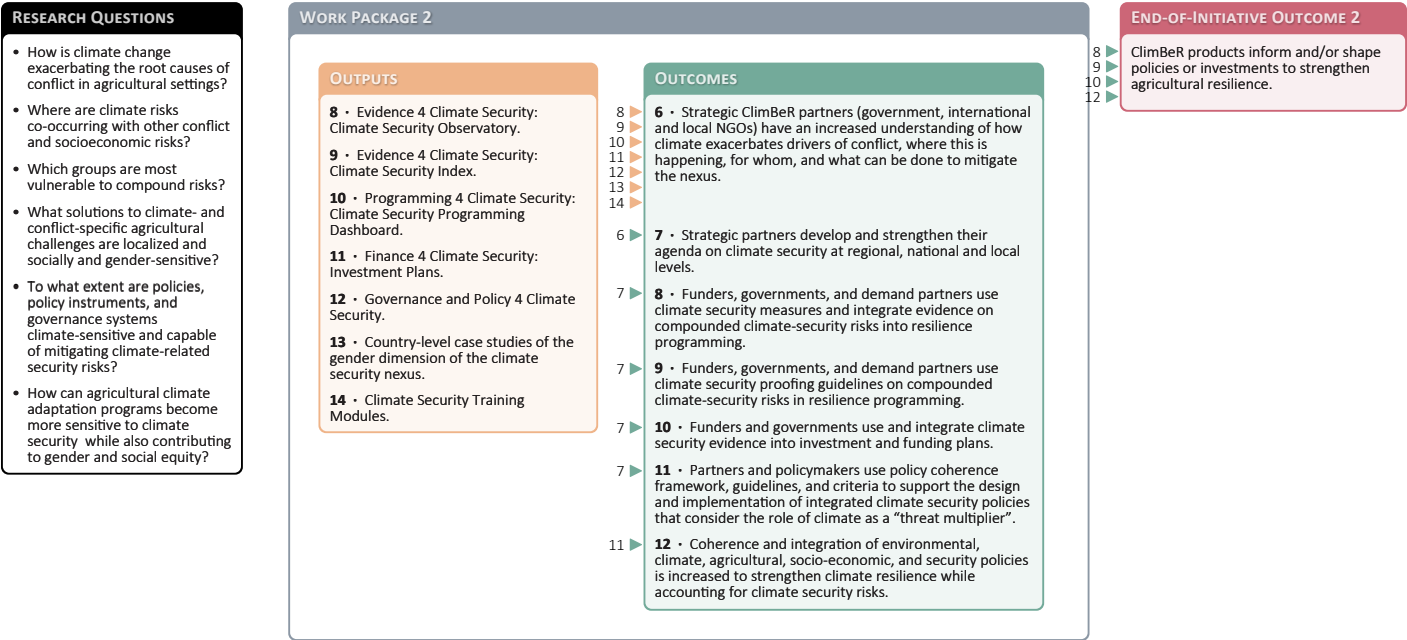 RESEARCH QUESTIONS
• How is climate change
exacerbating the root causes of
conflict in agricultural settings?
• Where are climate risks
co-occurring with other conflict
and socioeconomic risks?
• Which groups are most
vulnerable to compound risks?
• What solutions to climate- and
conflict-specific agricultural
challenges are localized and
socially and gender-sensitive?
• To what extent are policies,
policy instruments, and
governance systems
climate-sensitive and capable
of mitigating climate-related
security risks?
• How can agricultural climate
adaptation programs become
more sensitive to climate
security while also contributing
to gender and social equity?
WORK PACKAGE 2
OUTPUTS
8 · Evidence 4 Climate Security:
Climate Security Observatory.
9 · Evidence 4 Climate Security:
Climate Security Index.
10 · Programming 4 Climate Security:
Climate Security Programming
Dashboard.
11 · Finance 4 Climate Security:
Investment Plans.
12 · Governance and Policy 4 Climate
Security.
13 · Country-level case studies of the
gender dimension of the climate
security nexus.
14 · Climate Security Training
Modules.
OUTCOMES
8
9
10
11
12
13
14
6 · Strategic ClimBeR partners (government, international
and local NGOs) have an increased understanding of how
climate exacerbates drivers of conflict, where this is
happening, for whom, and what can be done to mitigate
the nexus.
6
7 · Strategic partners develop and strengthen their
agenda on climate security at regional, national and local
levels.
7
8 · Funders, governments, and demand partners use
climate security measures and integrate evidence on
compounded climate-security risks into resilience
programming.
7
9 · Funders, governments, and demand partners use
climate security proofing guidelines on compounded
climate-security risks in resilience programming.
7
10 · Funders and governments use and integrate climate
security evidence into investment and funding plans.
7
11 · Partners and policymakers use policy coherence
framework, guidelines, and criteria to support the design
and implementation of integrated climate security policies
that consider the role of climate as a “threat multiplier”.
11
12 · Coherence and integration of environmental,
climate, agricultural, socio-economic, and security policies
is increased to strengthen climate resilience while
accounting for climate security risks.
END-OF-INITIATIVE OUTCOME 2
8
9
10
12
ClimBeR products inform and/or shape
policies or investments to strengthen
agricultural resilience.